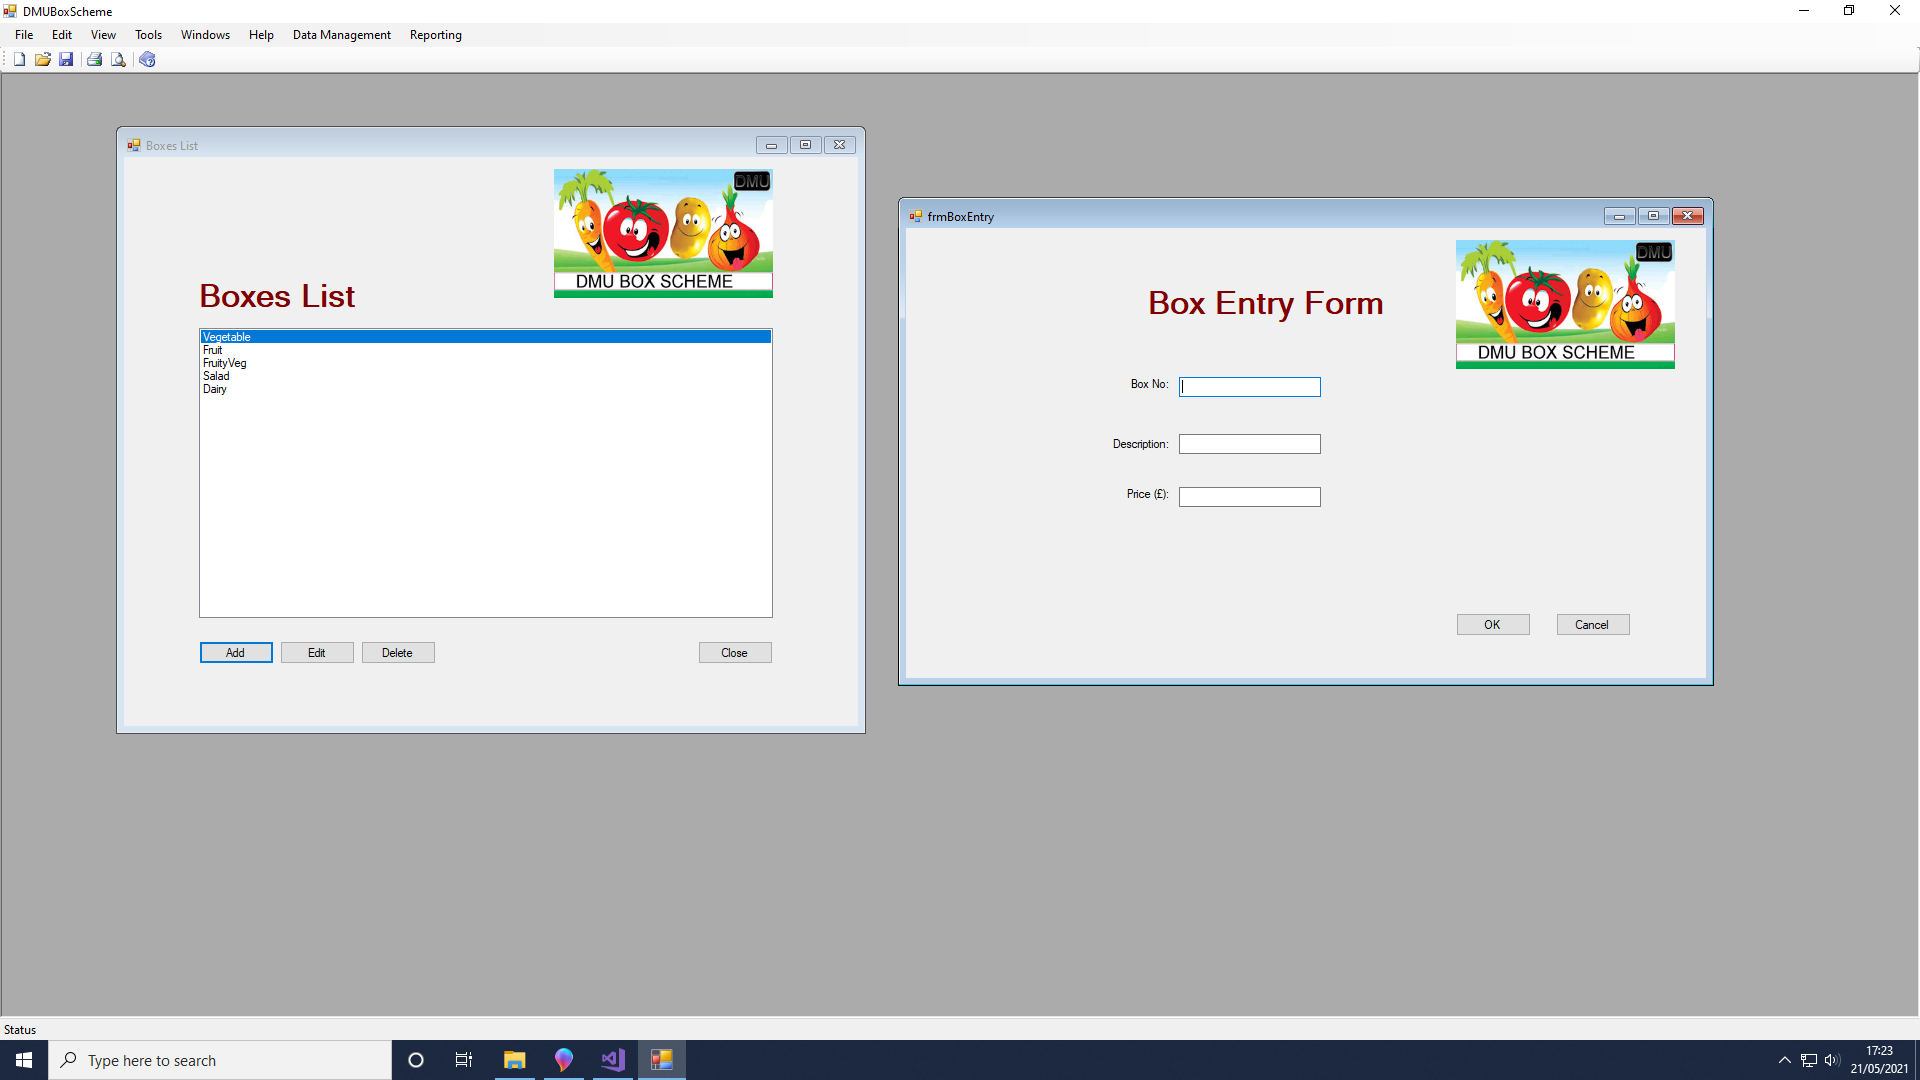 DMUBoxScheme
File Edit View Tools Windows Help Data Management Reporting
Boxes List
DMU
DMU BOX SCHEME
Boxes List
Vegetable
Fruit
FruityVeg
Salad
Dairy
Add Edit Delete Close
frmBoxEntry
DMU
DMU BOX SCHEME
Box Entry Form
Box No:
Description:
Price (£):
OK Cancel
Status
Type here to search
17:23
21/05/2021